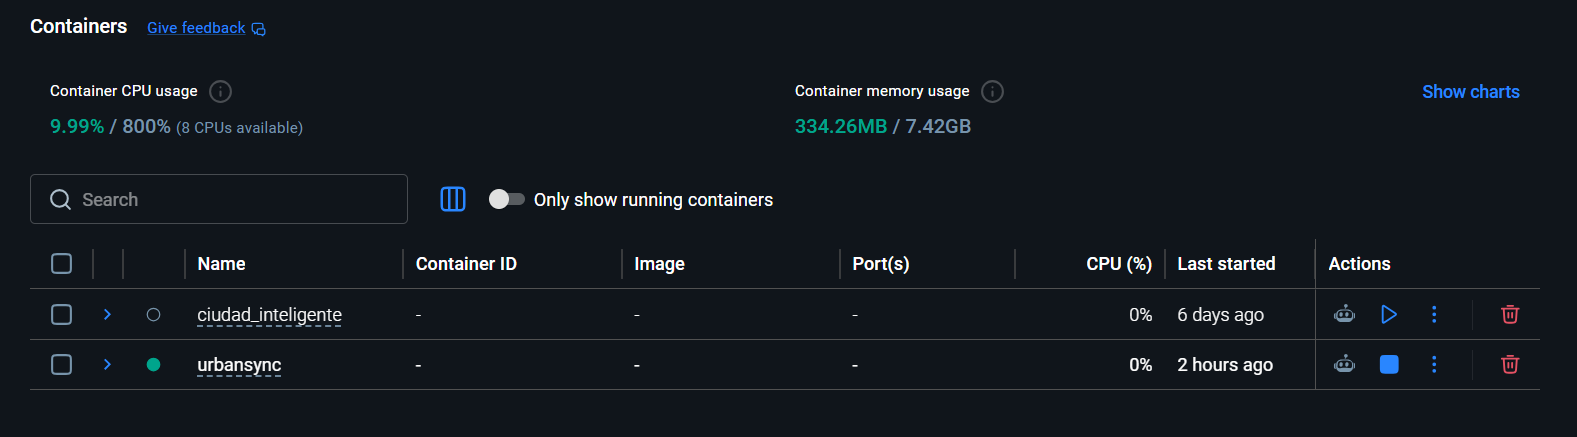 Containers Give feedback
Container CPU usage Container memory usage Show charts
9.99% / 800% (8 CPUs available) 334.26MB / 7.42GB
Search Only show running containers
Name Container ID Image Port(s) CPU (%) Last started Actions
ciudad_inteligente - - - 0% 6 days ago
urbansync - - - 0% 2 hours ago